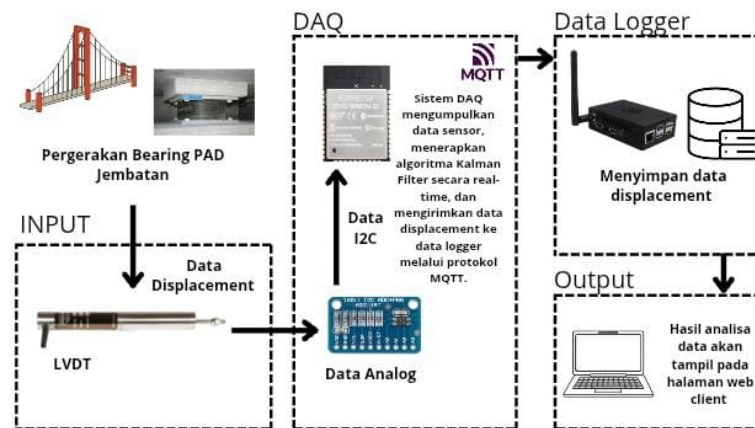 Pergerakan Bearing PAD
Jembatan
INPUT
Data
Displacement
LVDT
DAQ
MQTT
Sistem DAQ
mengumpulkan
data sensor,
menerapkan
algoritma Kalman
Filter secara real-
time, dan
mengirimkan data
displacement ke
data logger
melalui protokol
MQTT.
Data
I2C
Data Analog
Data Logger
Menyimpan data
displacement
Output
Hasil analisa
data akan
tampil pada
halaman web
client